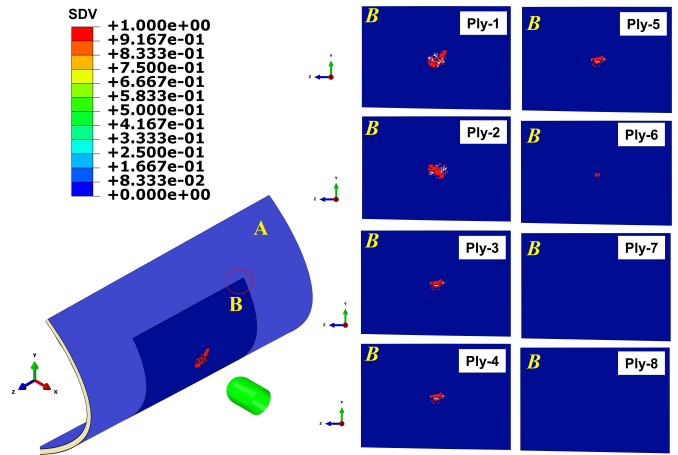 SDV
+1.000e+00
+9.167e-01
+8.333e-01
+7.500e-01
+6.667e-01
+5.833e-01
+5.000e-01
+4.167e-01
+3.333e-01
+2.500e-01
+1.667e-01
+8.333e-02
+0.000e+00
A
B
Y
Z
X
B
Ply-1
Y
Z
B
Ply-2
Y
Z
B
Ply-3
Y
Z
B
Ply-4
Y
Z
B
Ply-5
B
Ply-6
B
Ply-7
B
Ply-8